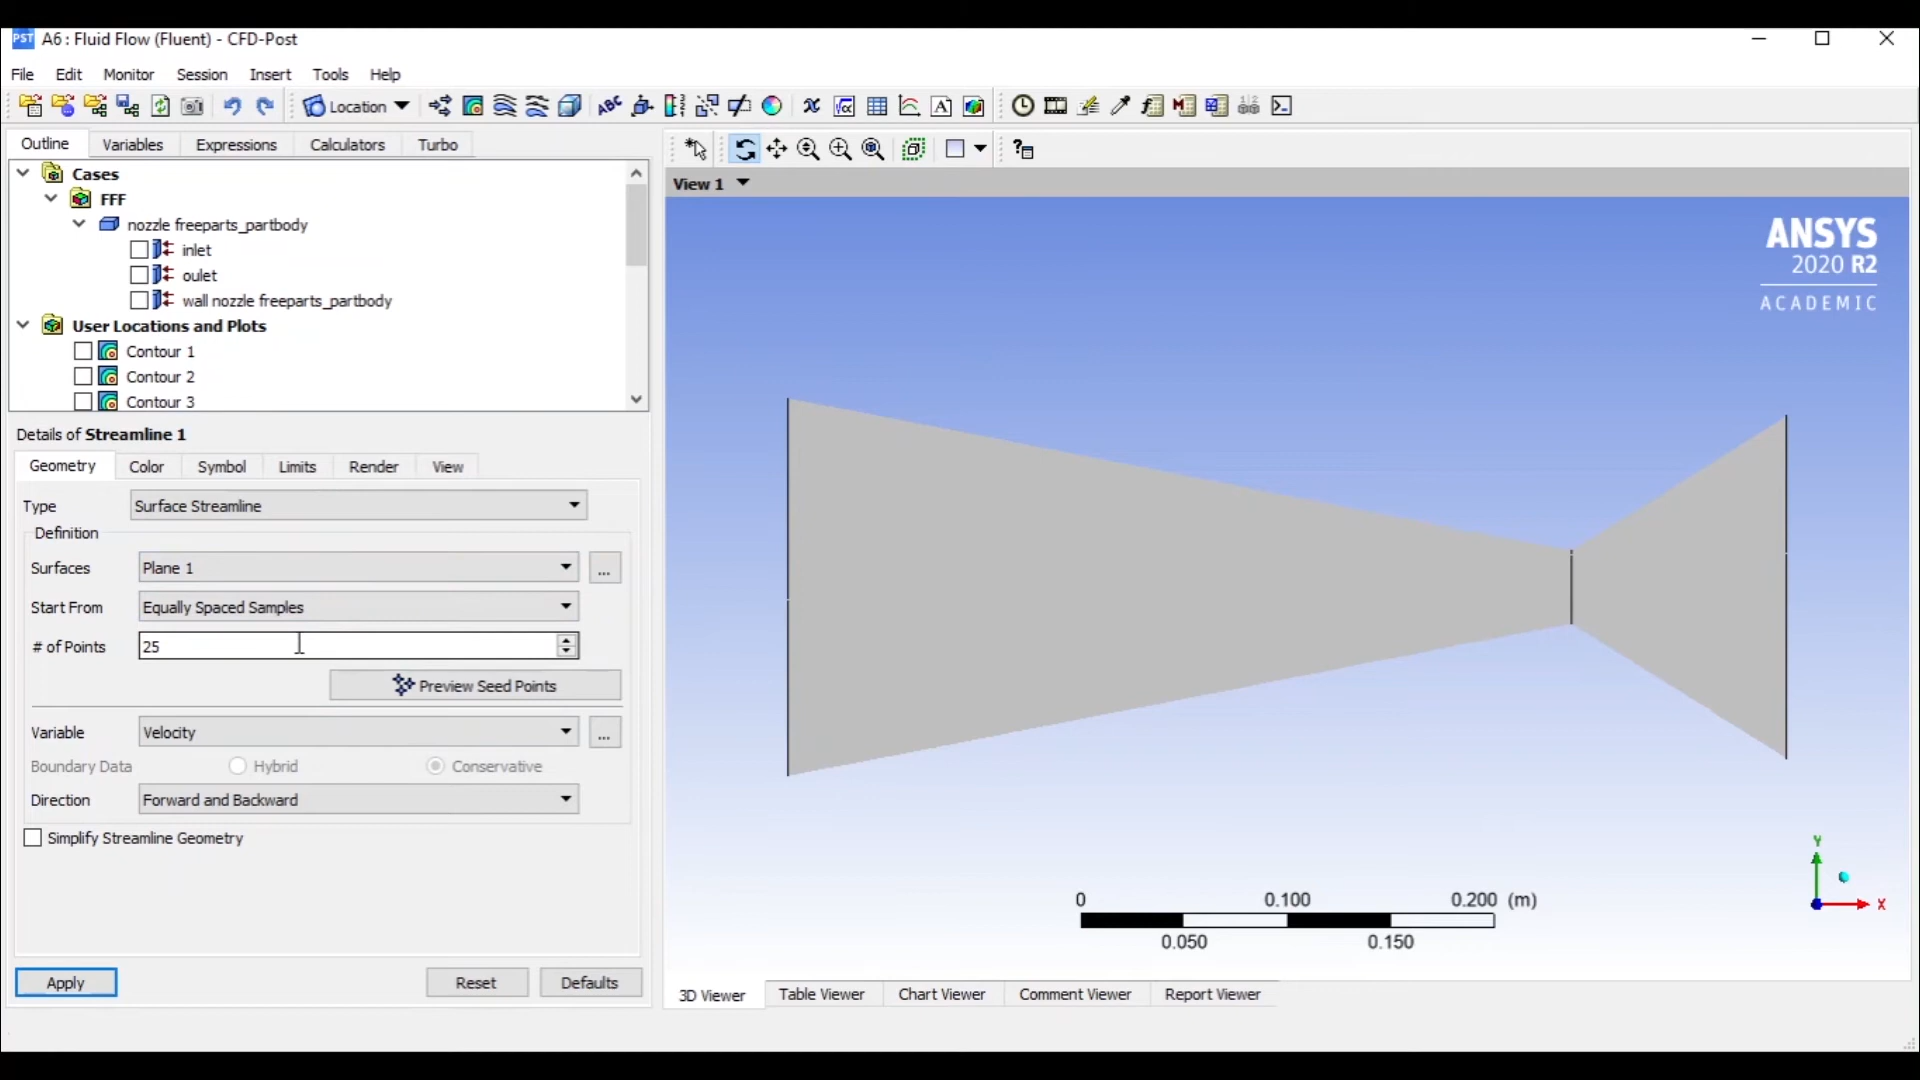 PST A6 : Fluid Flow (Fluent) - CFD-Post
File Edit Monitor Session Insert Tools Help
Location
Outline Variables Expressions Calculators Turbo
Cases
FFF
nozzle freeparts_partbody
inlet
oulet
wall nozzle freeparts_partbody
User Locations and Plots
Contour 1
Contour 2
Contour 3
Details of Streamline 1
Geometry Color Symbol Limits Render View
Type Surface Streamline
Definition
Surfaces Plane 1 ...
Start From Equally Spaced Samples
# of Points 25
Preview Seed Points
Variable Velocity ...
Boundary Data Hybrid Conservative
Direction Forward and Backward
Simplify Streamline Geometry
Apply Reset Defaults
View 1
ANSYS
2020 R2
ACADEMIC
Y
X
0 0.100 0.200 (m)
0.050 0.150
3D Viewer Table Viewer Chart Viewer Comment Viewer Report Viewer